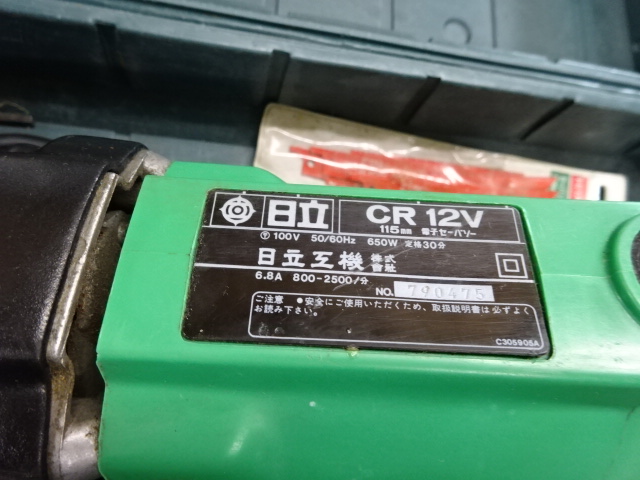 日立 CR 12V
115mm 電子セーバソー
100V 50/60Hz 650W 定格30分
日立工機 株式会社
6.8A 800-2500/分
NO. 790475
ご注意 ●安全にご使用いただくため、取扱説明書は必ずよく
お読み下さい。
C305905A